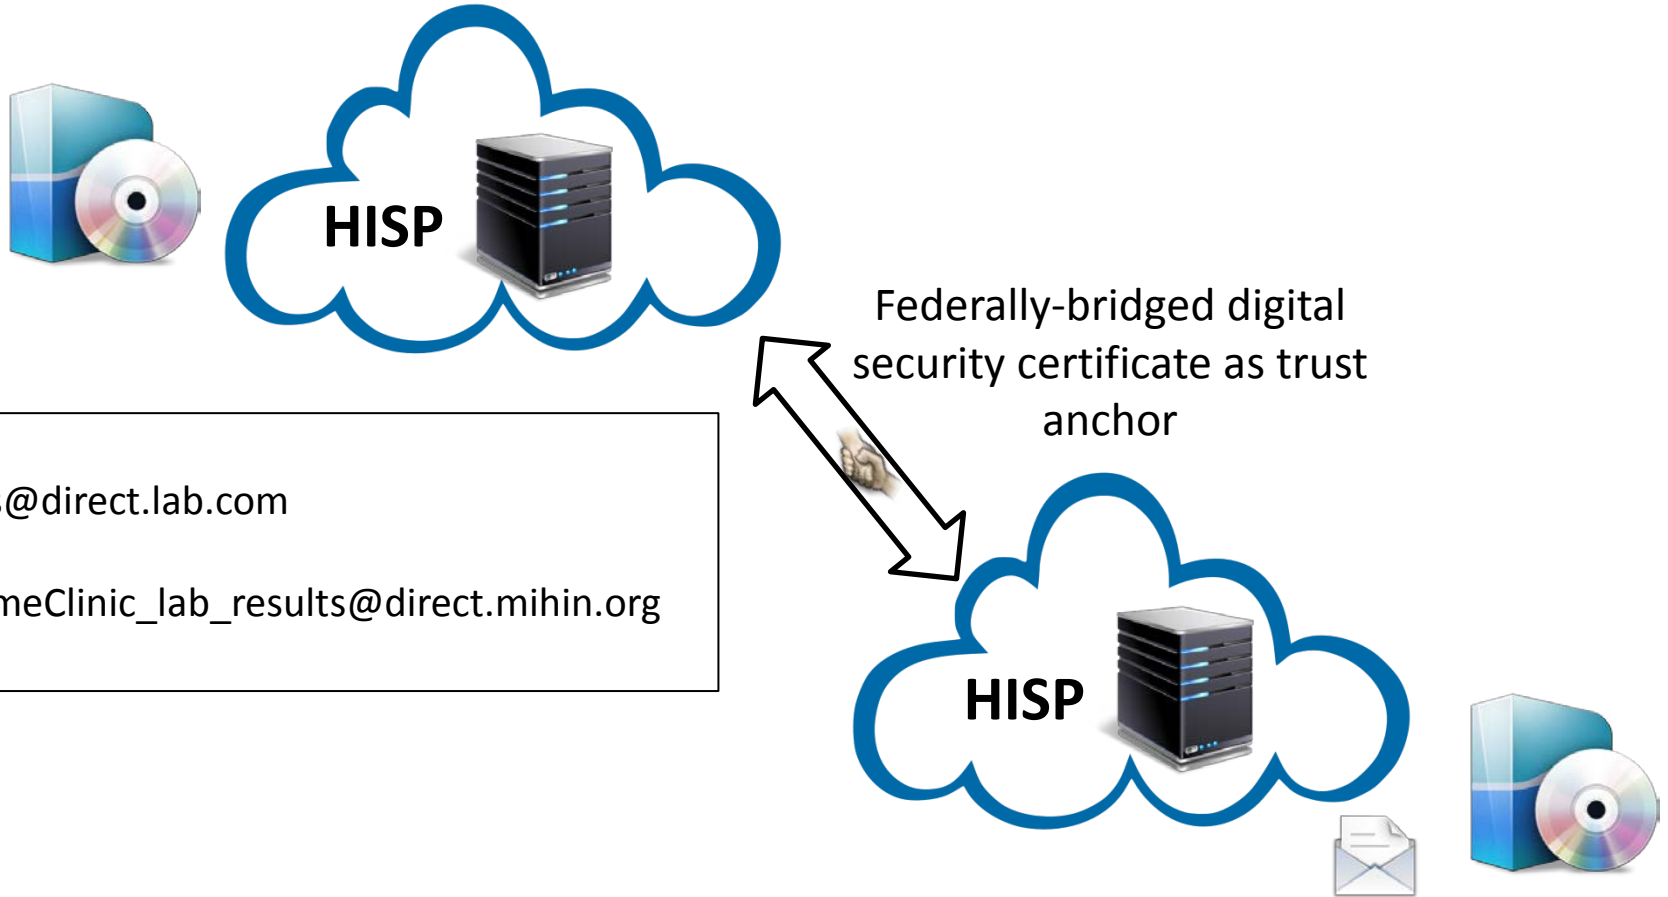 HISP
Federally-bridged digital
security certificate as trust
anchor
s@direct.lab.com
meClinic_lab_results@direct.mihin.org
HISP